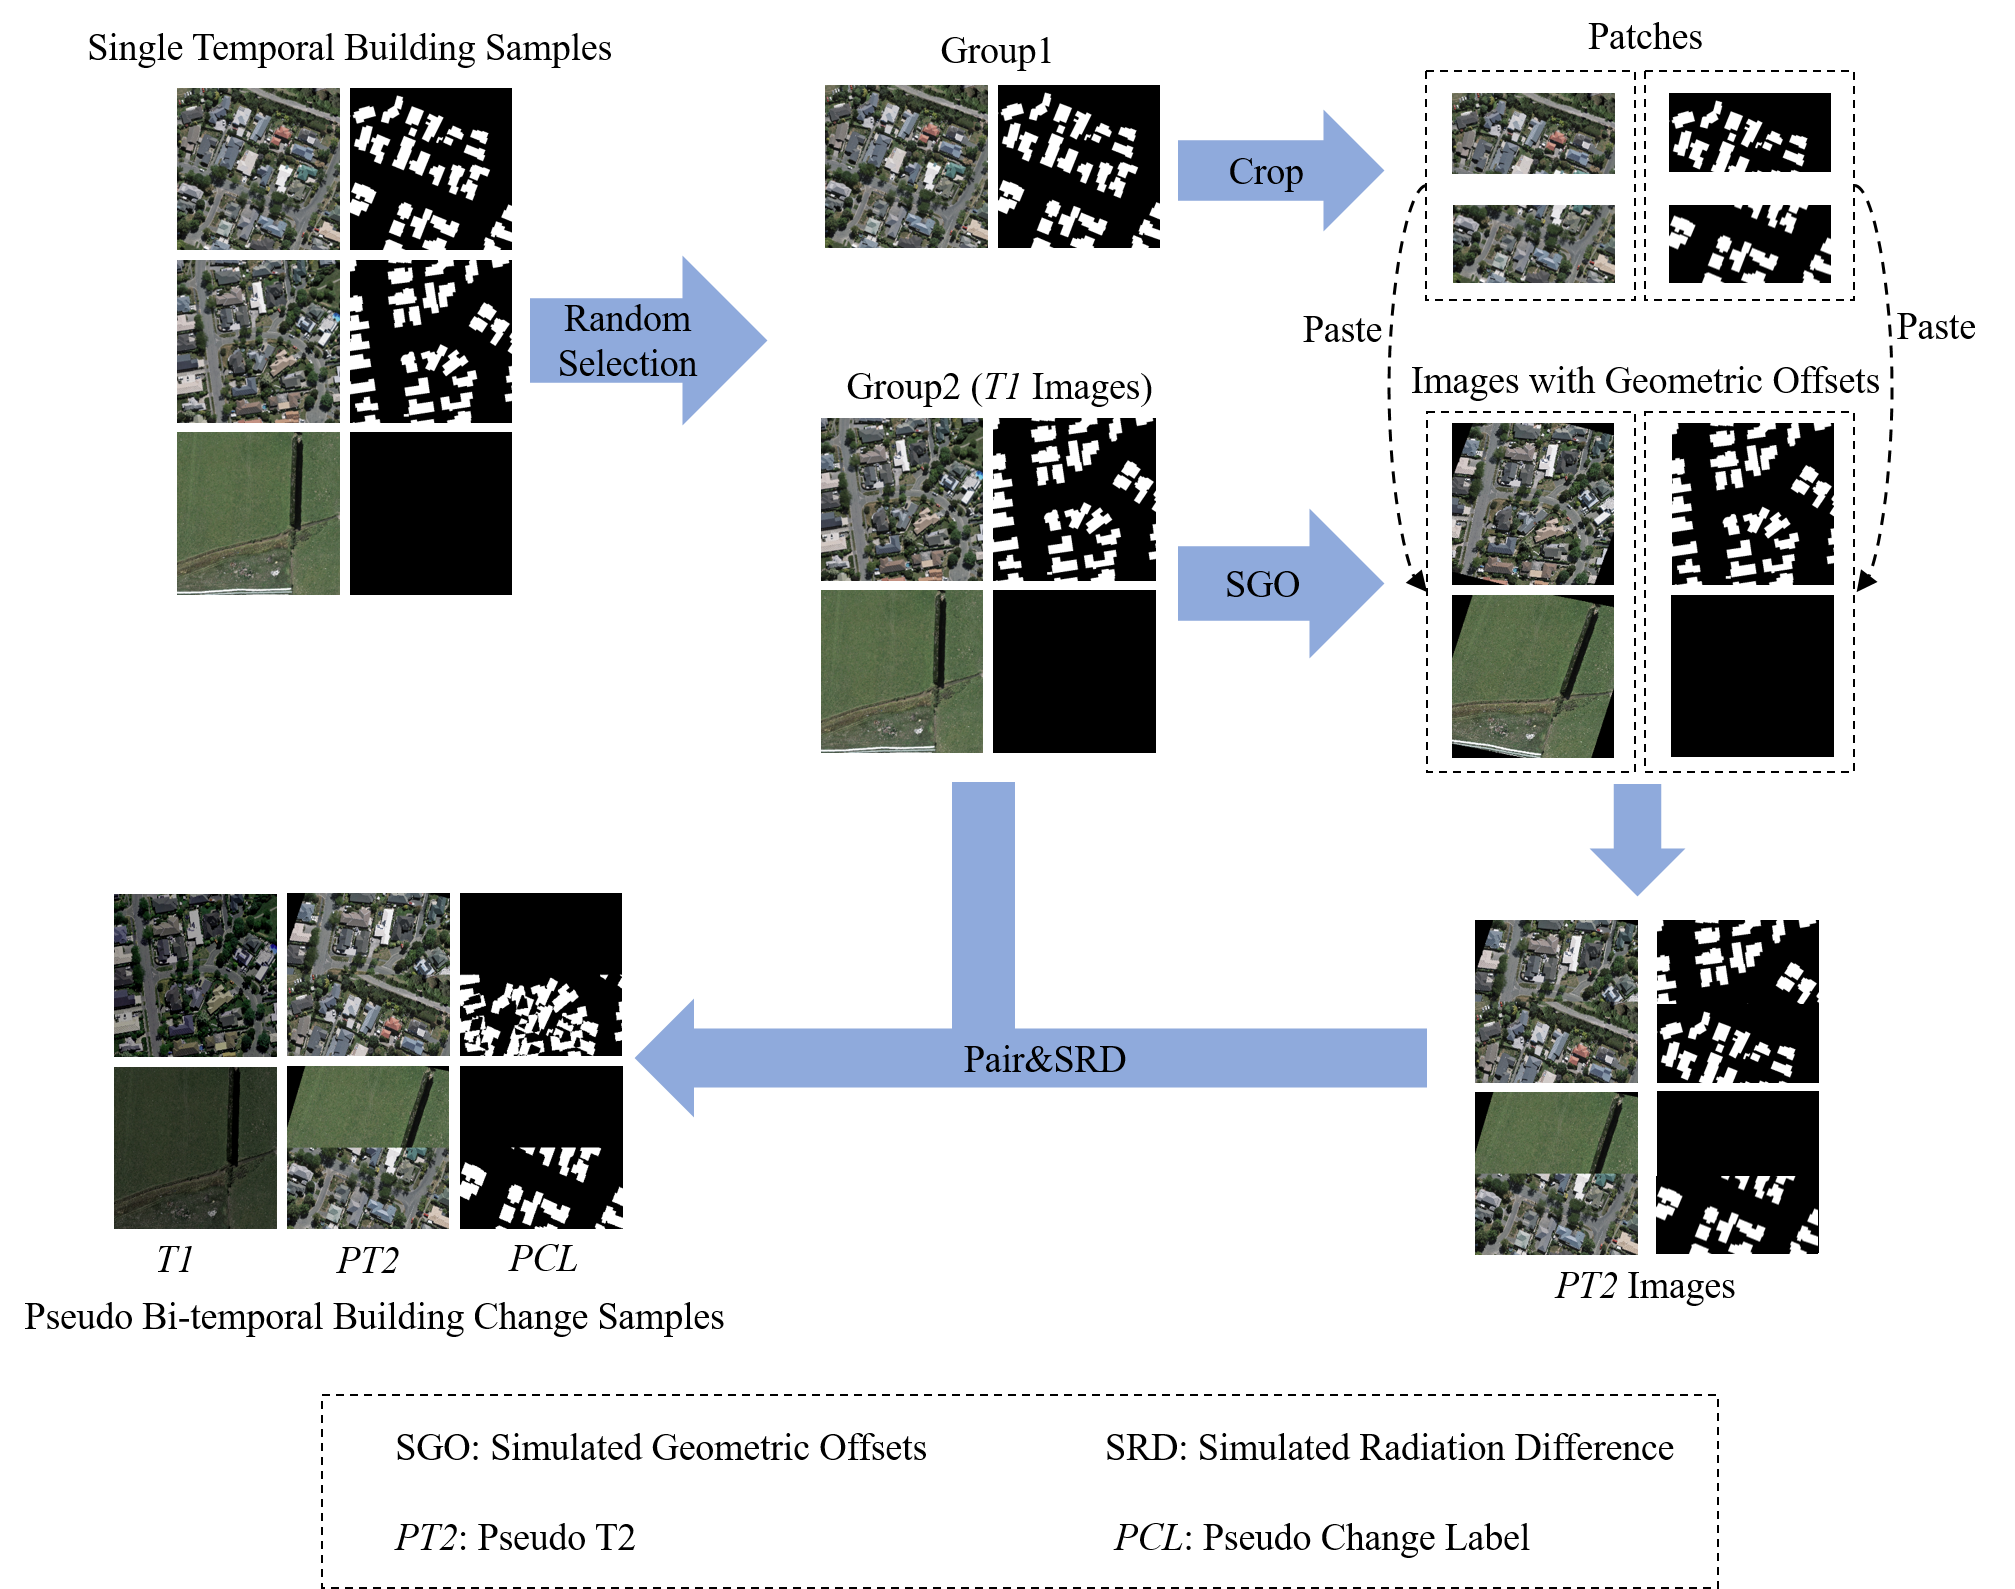 Single Temporal Building Samples
Group1
Patches
Crop
Random
Selection
Paste
Paste
Group2 (T1 Images)
Images with Geometric Offsets
SGO
Pair&SRD
T1
PT2
PCL
PT2 Images
Pseudo Bi-temporal Building Change Samples
SGO: Simulated Geometric Offsets
SRD: Simulated Radiation Difference
PT2: Pseudo T2
PCL: Pseudo Change Label